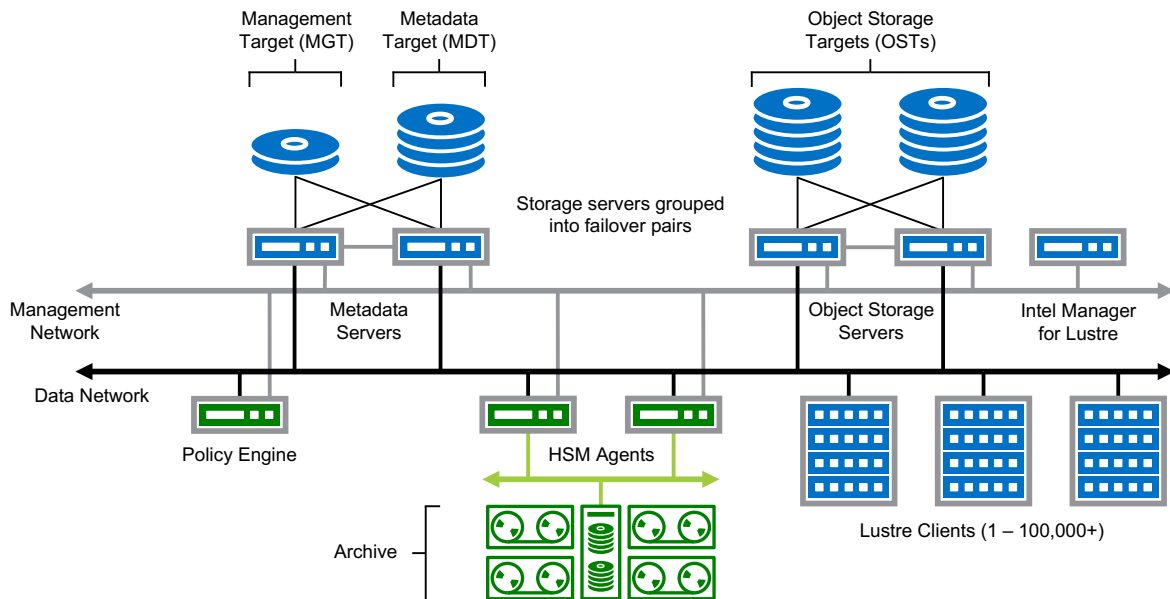 Management
Target (MGT)
Metadata
Target (MDT)
Object Storage
Targets (OSTs)
Storage servers grouped
into failover pairs
Management
Network
Metadata
Servers
Object Storage
Servers
Intel Manager
for Lustre
Data Network
Policy Engine
HSM Agents
Lustre Clients (1 – 100,000+)
Archive